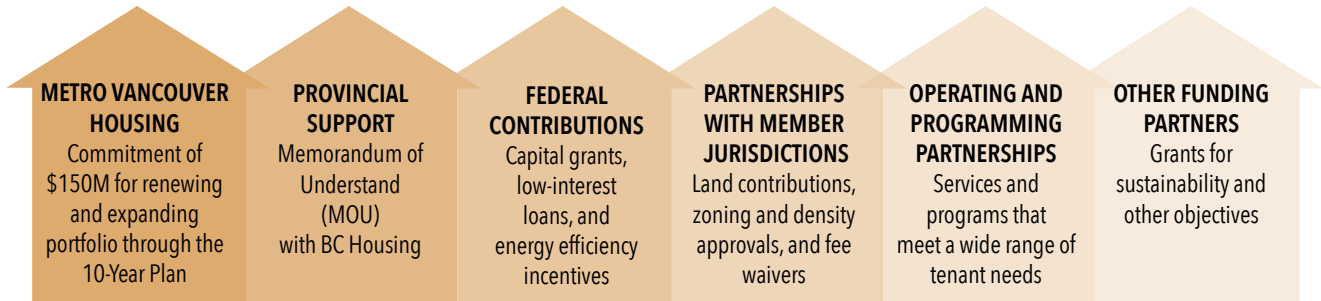 METRO VANCOUVER
HOUSING
Commitment of
$150M for renewing
and expanding
portfolio through the
10-Year Plan
PROVINCIAL
SUPPORT
Memorandum of
Understand
(MOU)
with BC Housing
FEDERAL
CONTRIBUTIONS
Capital grants,
low-interest
loans, and
energy efficiency
incentives
PARTNERSHIPS
WITH MEMBER
JURISDICTIONS
Land contributions,
zoning and density
approvals, and fee
waivers
OPERATING AND
PROGRAMMING
PARTNERSHIPS
Services and
programs that
meet a wide range of
tenant needs
OTHER FUNDING
PARTNERS
Grants for
sustainability and
other objectives